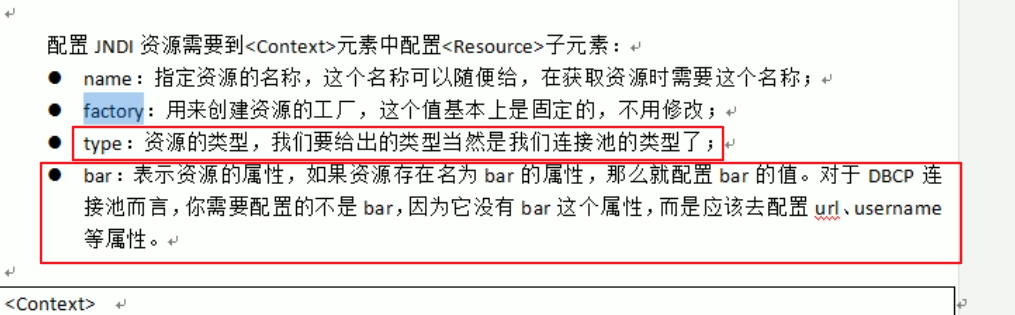 配置 JNDI 资源需要到<Context>元素中配置<Resource>子元素：
● name：指定资源的名称，这个名称可以随便给，在获取资源时需要这个名称；
● factory：用来创建资源的工厂，这个值基本上是固定的，不用修改；
● type：资源的类型，我们要给出的类型当然是我们连接池的类型了；
● bar：表示资源的属性，如果资源存在名为 bar 的属性，那么就配置 bar 的值。对于 DBCP 连
接池而言，你需要配置的不是 bar，因为它没有 bar 这个属性，而是应该去配置 url、username
等属性。
<Context>